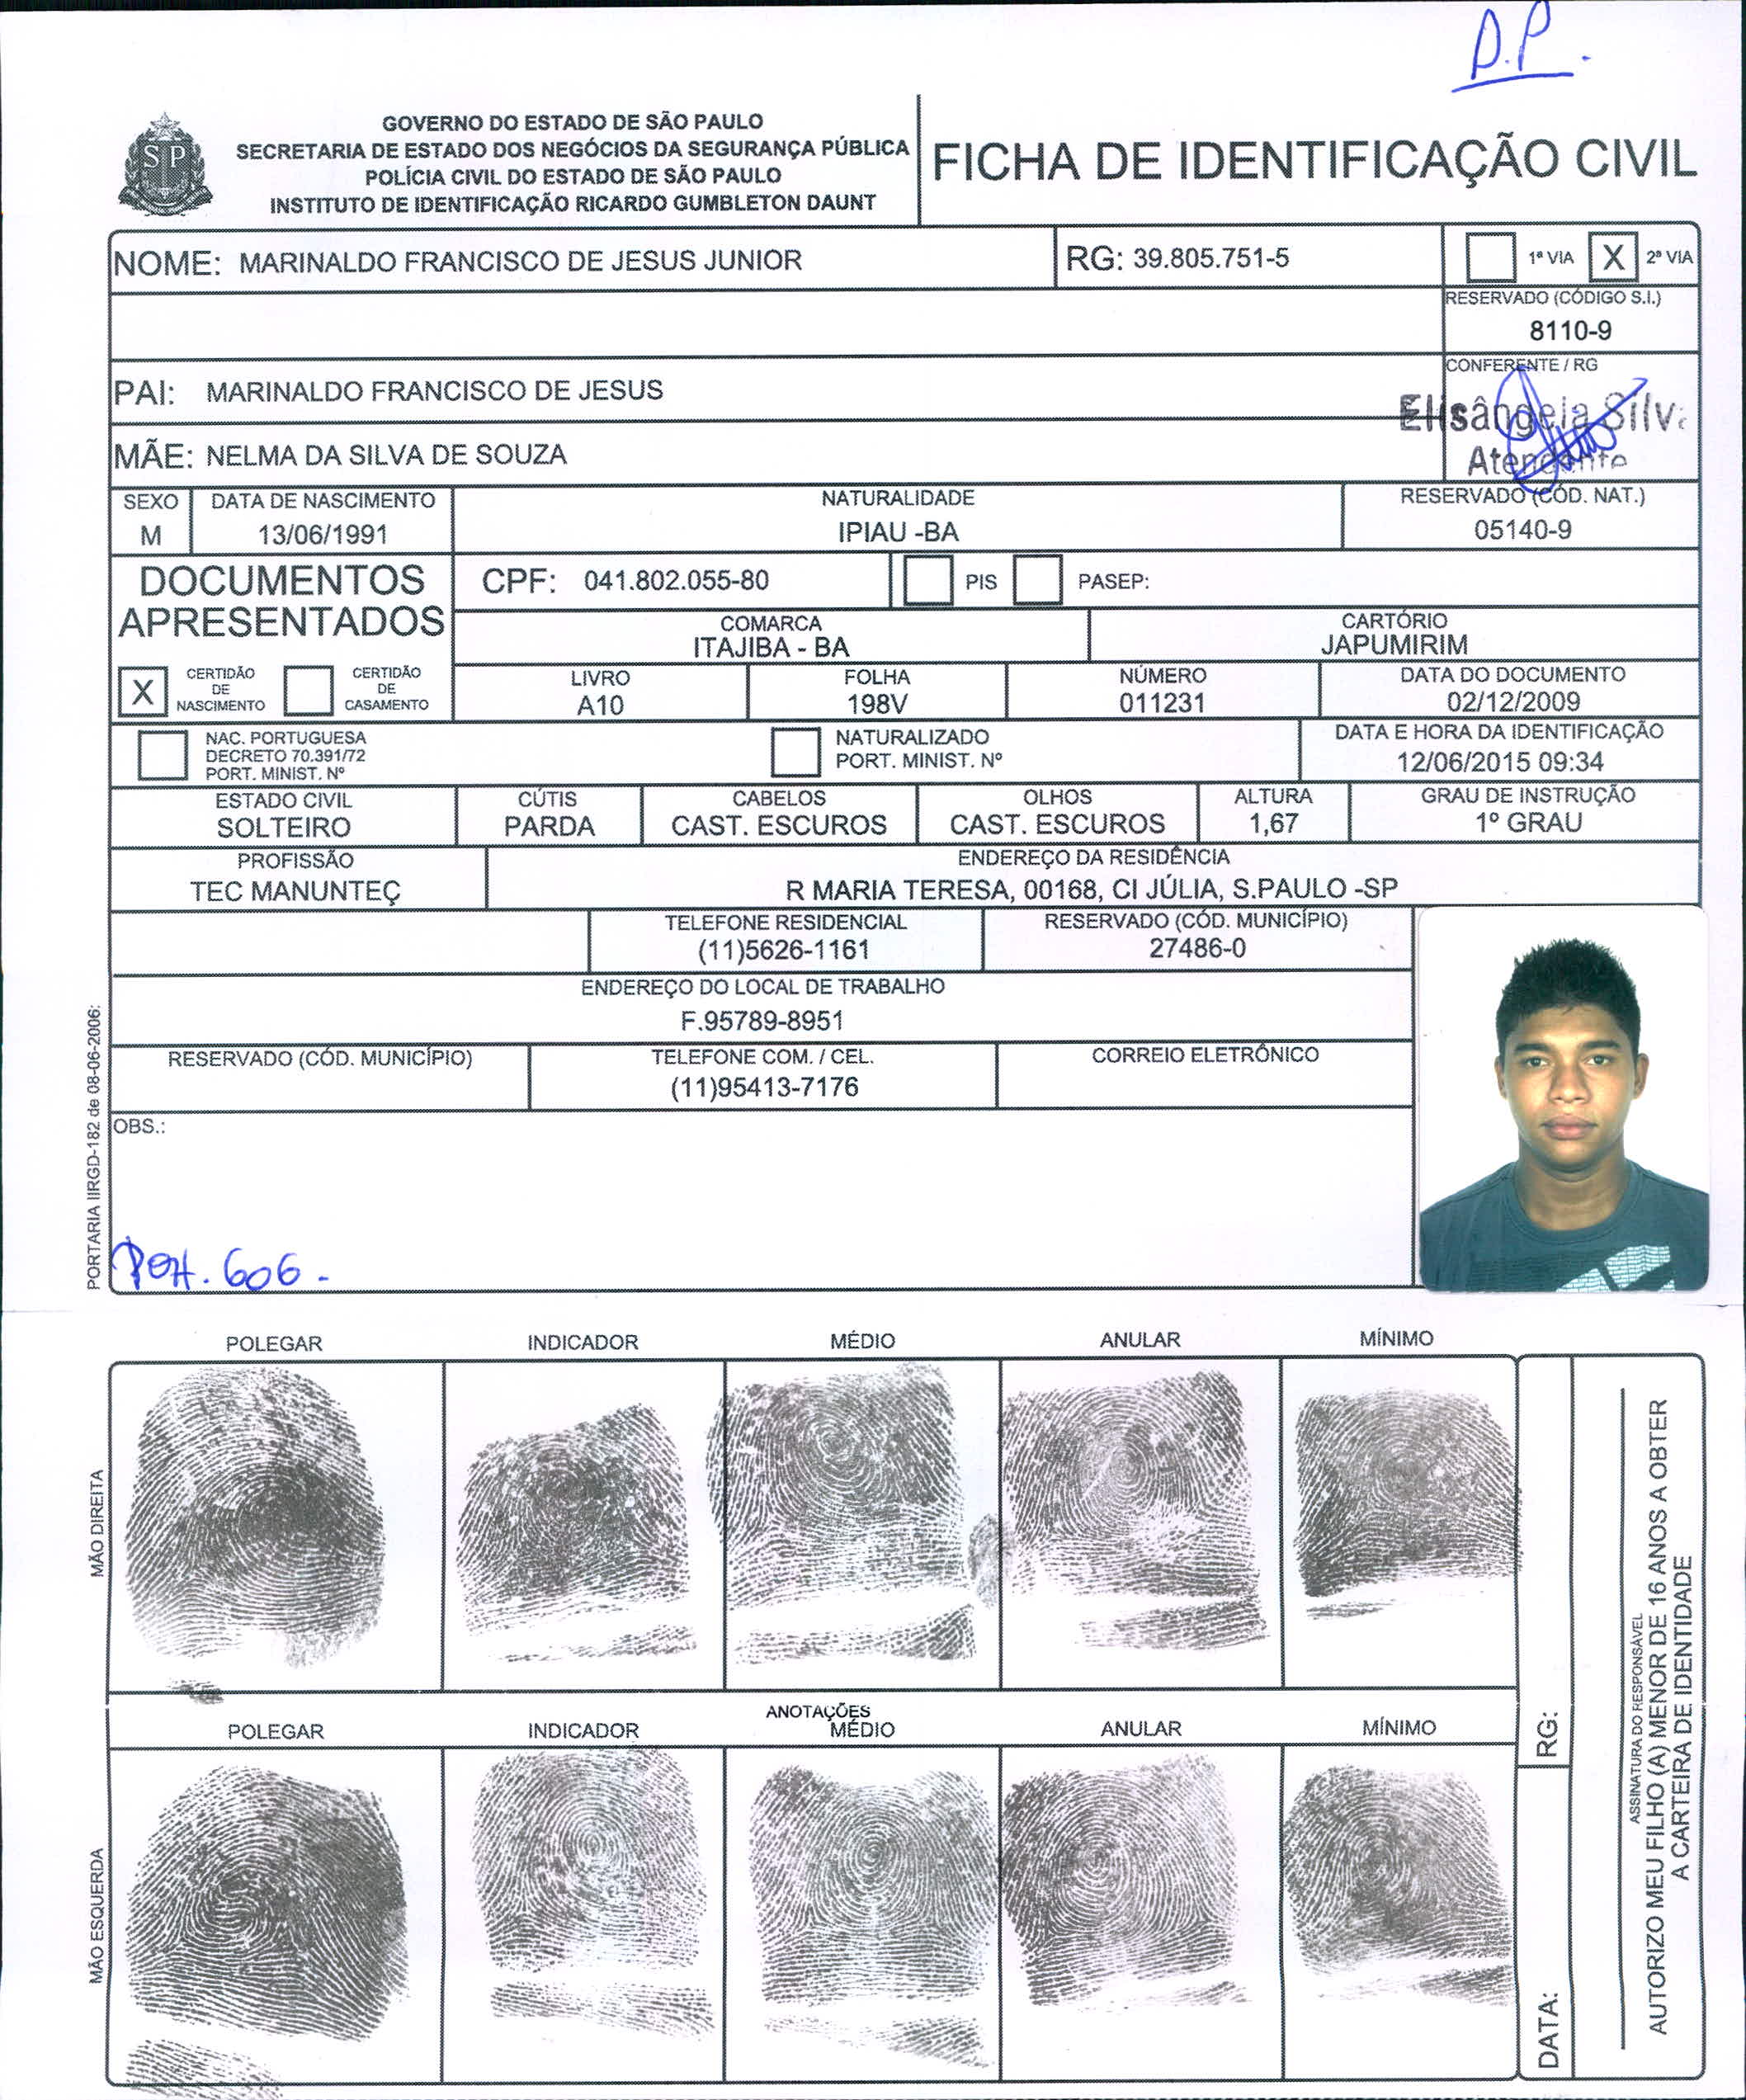 D.P.
GOVERNO DO ESTADO DE SÃO PAULO
SECRETARIA DE ESTADO DOS NEGÓCIOS DA SEGURANÇA PÚBLICA
POLÍCIA CIVIL DO ESTADO DE SÃO PAULO
INSTITUTO DE IDENTIFICAÇÃO RICARDO GUMBLETON DAUNT
SP
FICHA DE IDENTIFICAÇÃO CIVIL
NOME: MARINALDO FRANCISCO DE JESUS JUNIOR
RG: 39.805.751-5
1ª VIA X 2ª VIA
RESERVADO (CÓDIGO S.I.)
8110-9
PAI: MARINALDO FRANCISCO DE JESUS
CONFERENTE / RG
Elisângela Silva
Atendente
MÃE: NELMA DA SILVA DE SOUZA
SEXO DATA DE NASCIMENTO NATURALIDADE RESERVADO (CÓD. NAT.)
M 13/06/1991 IPIAU -BA 05140-9
DOCUMENTOS
APRESENTADOS
CPF: 041.802.055-80 PIS PASEP:
COMARCA CARTÓRIO
ITAJIBA - BA JAPUMIRIM
X CERTIDÃO
DE
NASCIMENTO
CERTIDÃO
DE
CASAMENTO
LIVRO FOLHA NÚMERO DATA DO DOCUMENTO
A10 198V 011231 02/12/2009
NAC. PORTUGUESA
DECRETO 70.391/72
PORT. MINIST. Nº
NATURALIZADO
PORT. MINIST. Nº
DATA E HORA DA IDENTIFICAÇÃO
12/06/2015 09:34
ESTADO CIVIL CÚTIS CABELOS OLHOS ALTURA GRAU DE INSTRUÇÃO
SOLTEIRO PARDA CAST. ESCUROS CAST. ESCUROS 1,67 1º GRAU
PROFISSÃO ENDEREÇO DA RESIDÊNCIA
TEC MANUNTEÇ R MARIA TERESA, 00168, CI JÚLIA, S.PAULO -SP
TELEFONE RESIDENCIAL RESERVADO (CÓD. MUNICÍPIO)
(11)5626-1161 27486-0
ENDEREÇO DO LOCAL DE TRABALHO
F.95789-8951
RESERVADO (CÓD. MUNICÍPIO) TELEFONE COM. / CEL. CORREIO ELETRÔNICO
(11)95413-7176
OBS.:
606.
PORTARIA IIRGD-182 de 08-06-2006:
POLEGAR INDICADOR MÉDIO ANULAR MÍNIMO
MÃO DIREITA
ANOTAÇÕES
POLEGAR INDICADOR MÉDIO ANULAR MÍNIMO
MÃO ESQUERDA
RG:
DATA:
ASSINATURA DO RESPONSÁVEL
AUTORIZO MEU FILHO (A) MENOR DE 16 ANOS A OBTER
A CARTEIRA DE IDENTIDADE